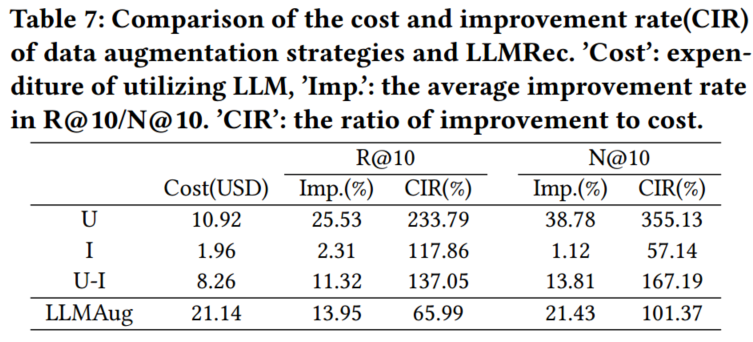 Table 7: Comparison of the cost and improvement rate(CIR)
of data augmentation strategies and LLMRec. ’Cost’: expen-
diture of utilizing LLM, ’Imp.’: the average improvement rate
in R@10/N@10. ’CIR’: the ratio of improvement to cost.
R@10 N@10
Cost(USD) Imp.(%) CIR(%) Imp.(%) CIR(%)
U 10.92 25.53 233.79 38.78 355.13
I 1.96 2.31 117.86 1.12 57.14
U-I 8.26 11.32 137.05 13.81 167.19
LLMAug 21.14 13.95 65.99 21.43 101.37